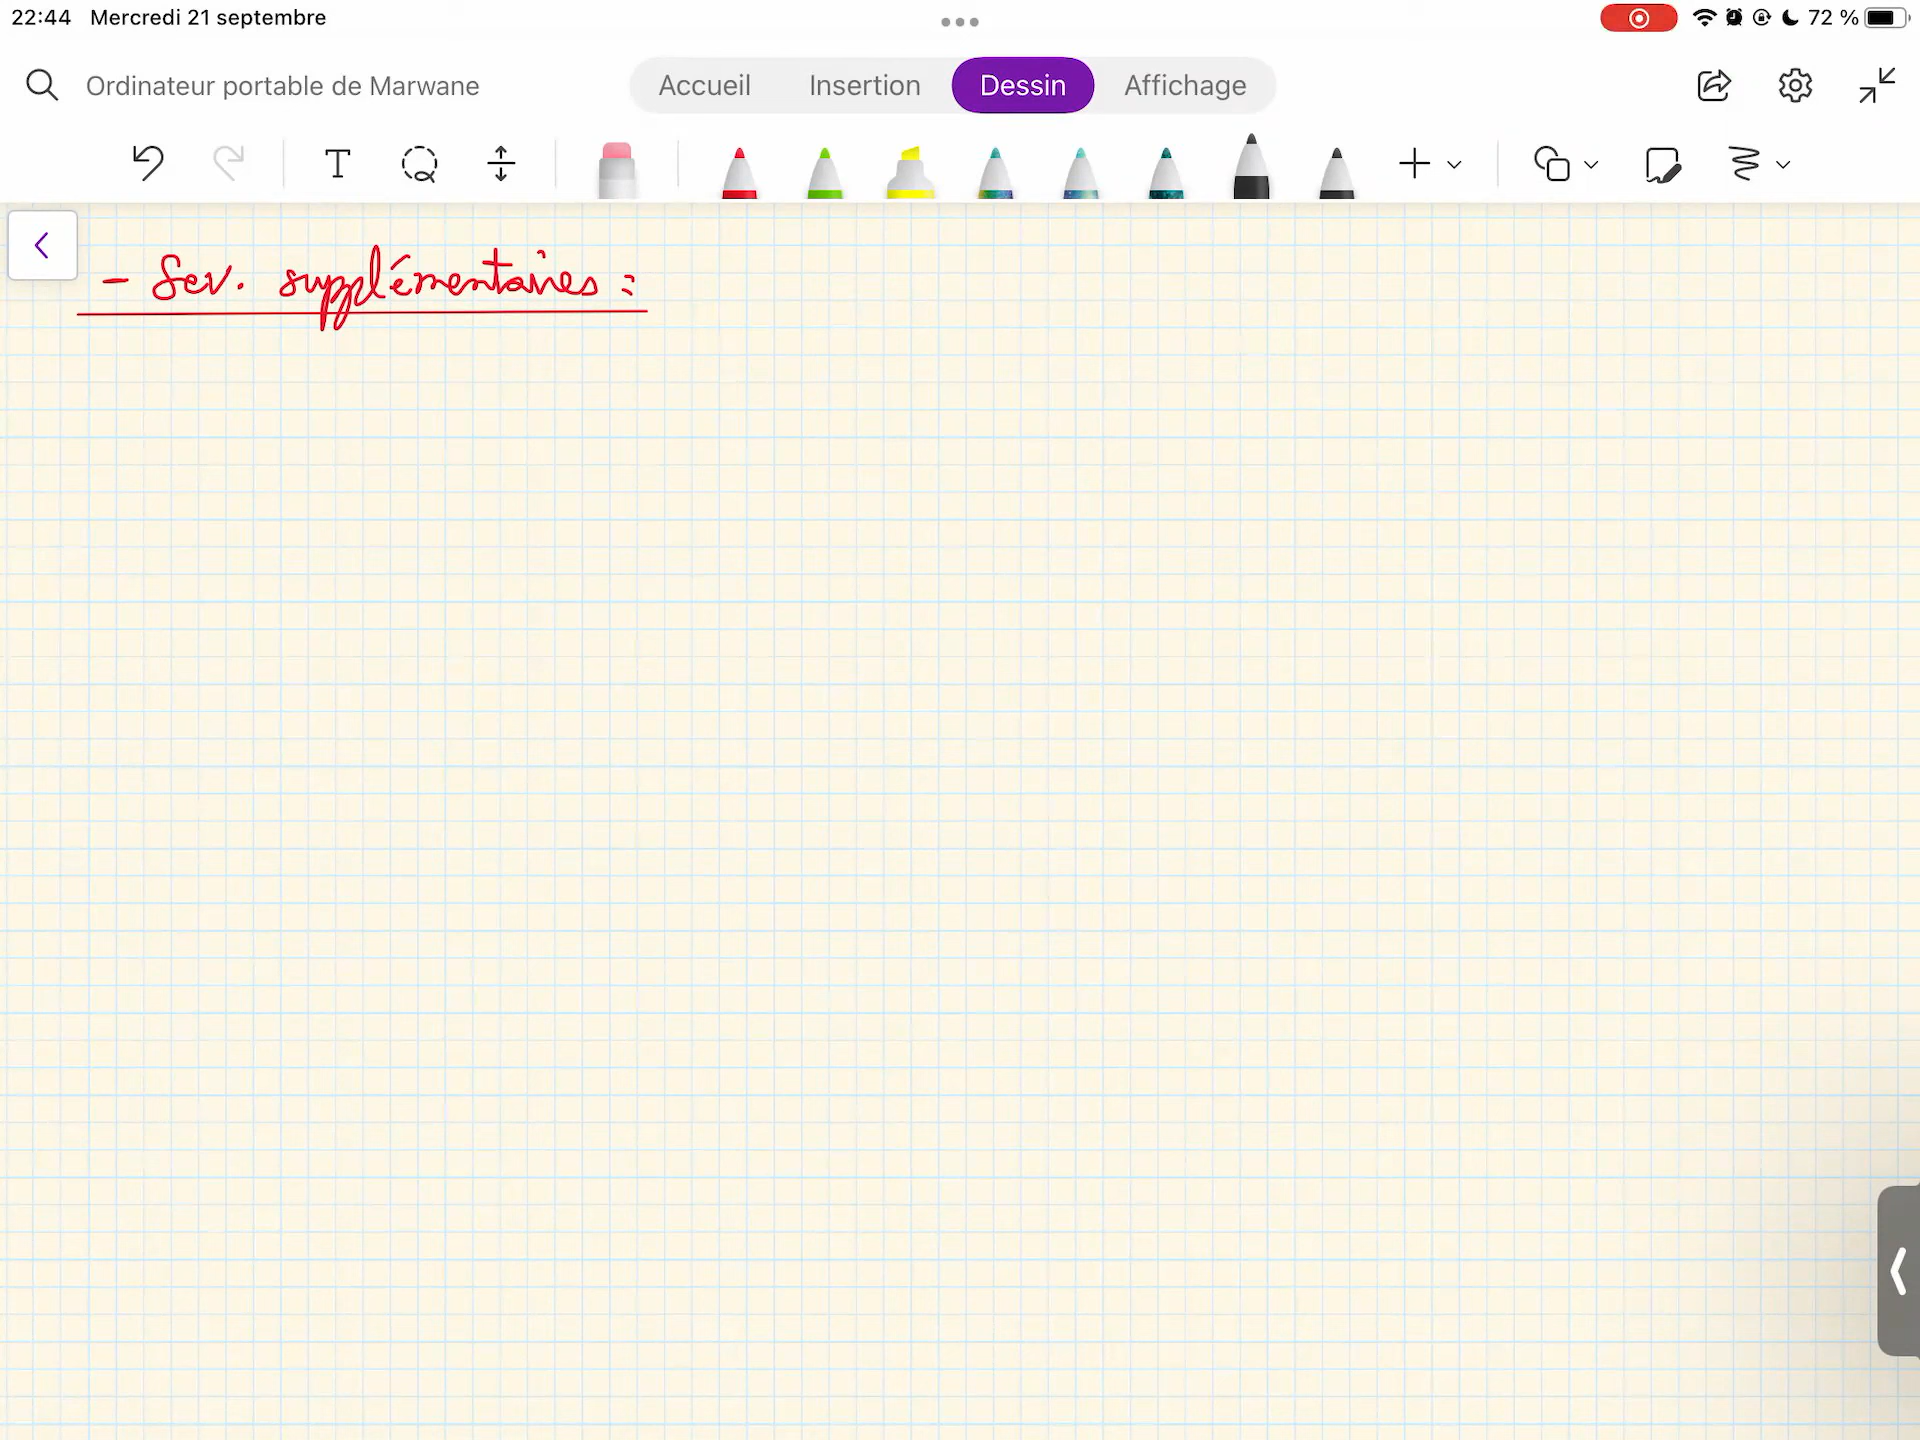 22:44 Mercredi 21 septembre 72 %
Ordinateur portable de Marwane Accueil Insertion Dessin Affichage
T
- Sev. supplémentaires :